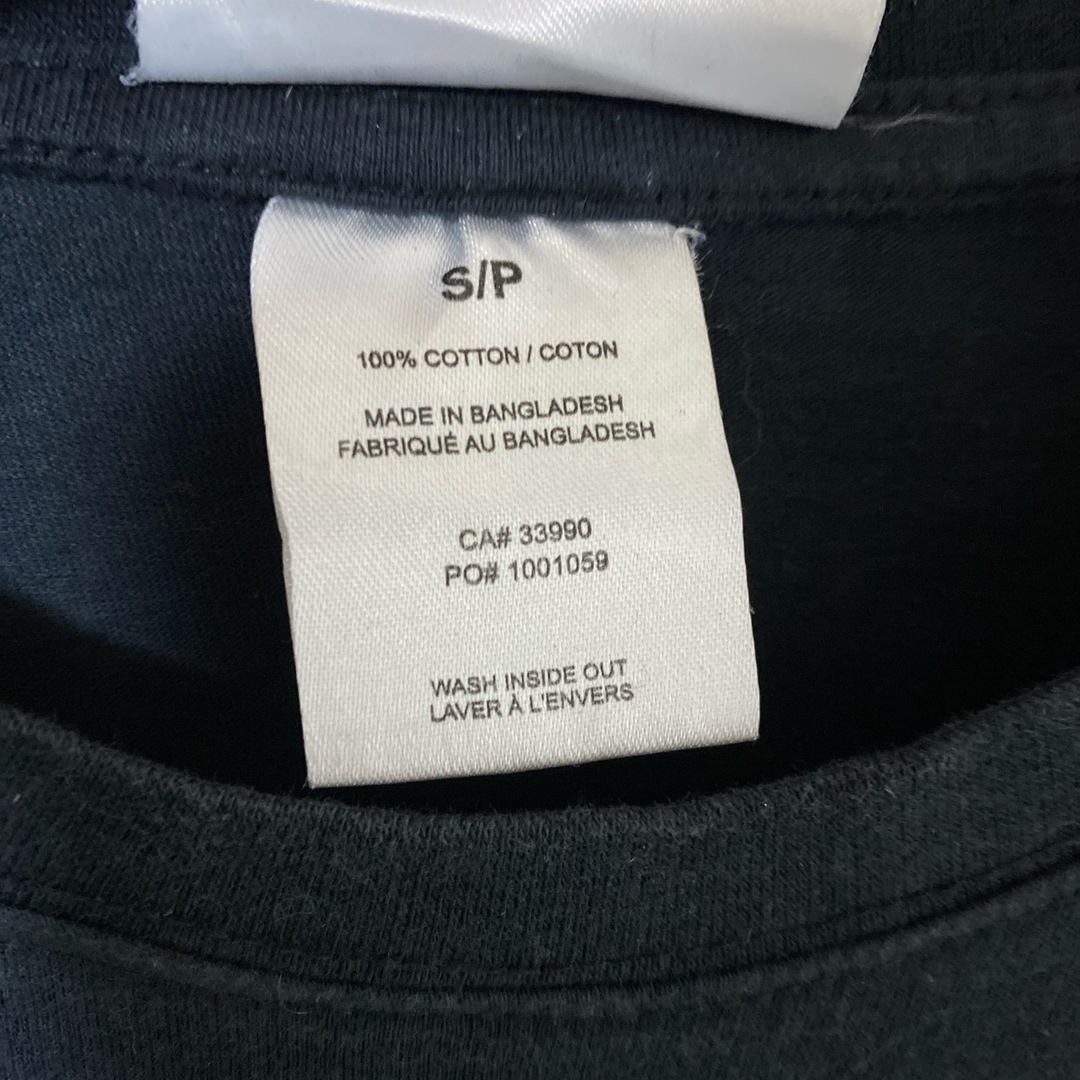 S/P
100% COTTON / COTON
MADE IN BANGLADESH
FABRIQUÉ AU BANGLADESH
CA# 33990
PO# 1001059
WASH INSIDE OUT
LAVER À L'ENVERS